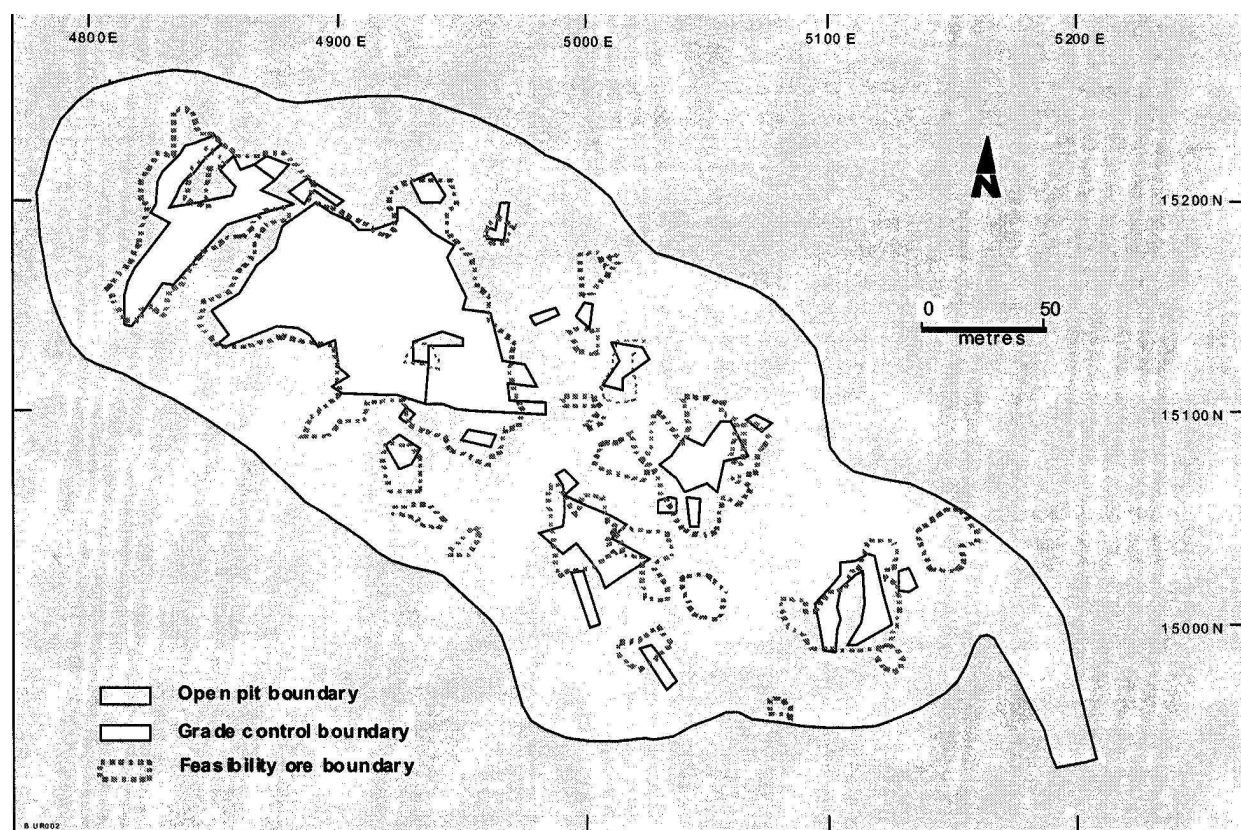 4800 E
4900 E
5000 E
5100 E
5200 E
N
15200 N
0 50
metres
15100 N
15000 N
Open pit boundary
Grade control boundary
Feasibility ore boundary
B UR002